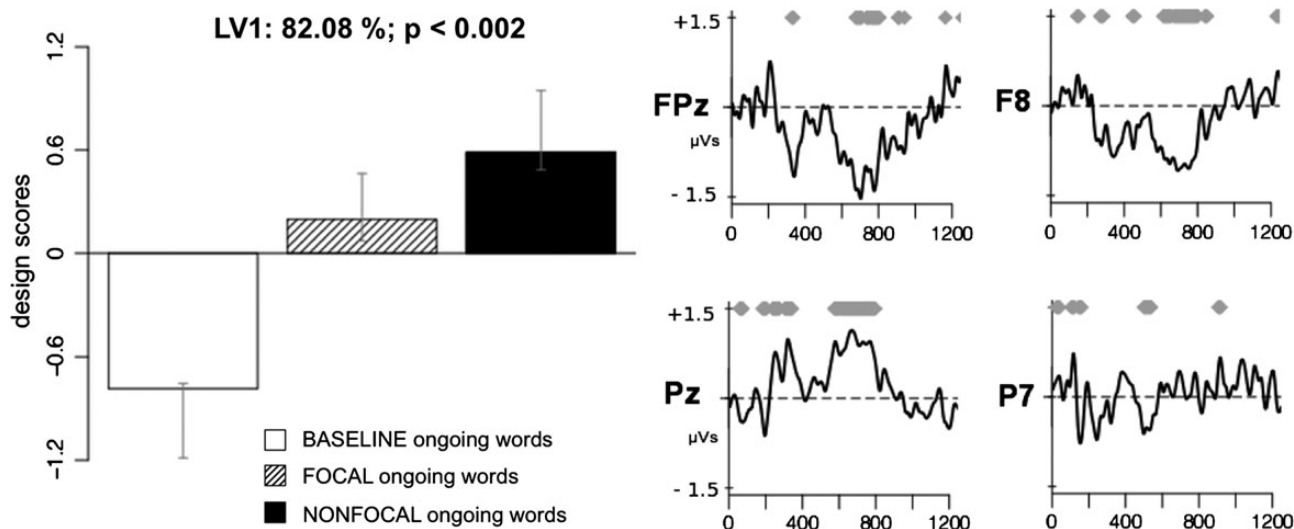 LV1: 82.08 %; p < 0.002
design scores
1.2
0.6
0
−0.6
−1.2
BASELINE ongoing words
FOCAL ongoing words
NONFOCAL ongoing words
+1.5
FPz
µVs
- 1.5
0 400 800 1200
F8
0 400 800 1200
+1.5
Pz
µVs
- 1.5
0 400 800 1200
P7
0 400 800 1200